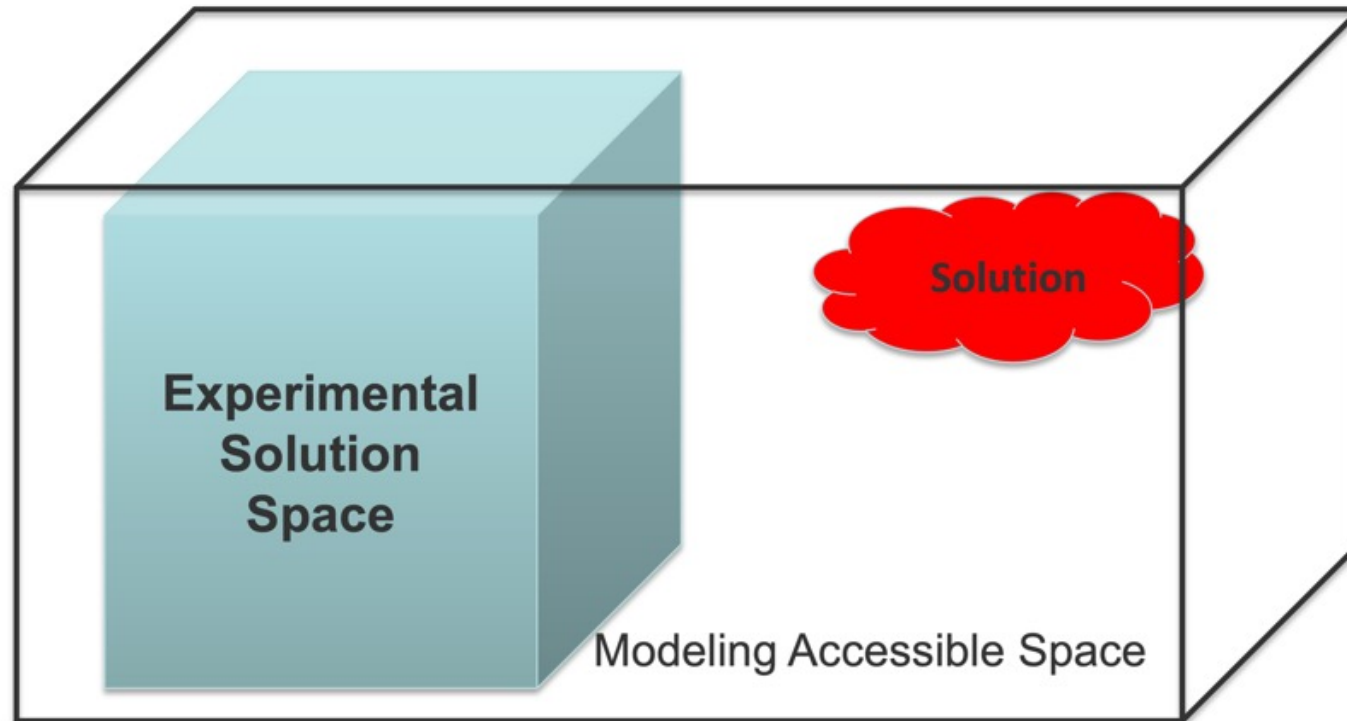 Solution
Experimental
Solution
Space
Modeling Accessible Space